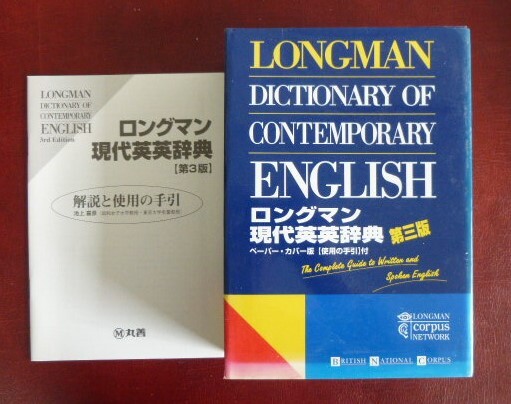 LONGMAN
DICTIONARY OF
CONTEMPORARY
ENGLISH
3rd Edition
ロングマン
現代英英辞典
【第3版】
解説と使用の手引
池上嘉彦
M 丸善
LONGMAN
DICTIONARY OF
CONTEMPORARY
ENGLISH
ロングマン
現代英英辞典 第三版
ペーパー・カバー版【使用の手引】付
The Complete Guide to Written and
Spoken English
LONGMAN
corpus
NETWORK
BRITISH NATIONAL CORPUS